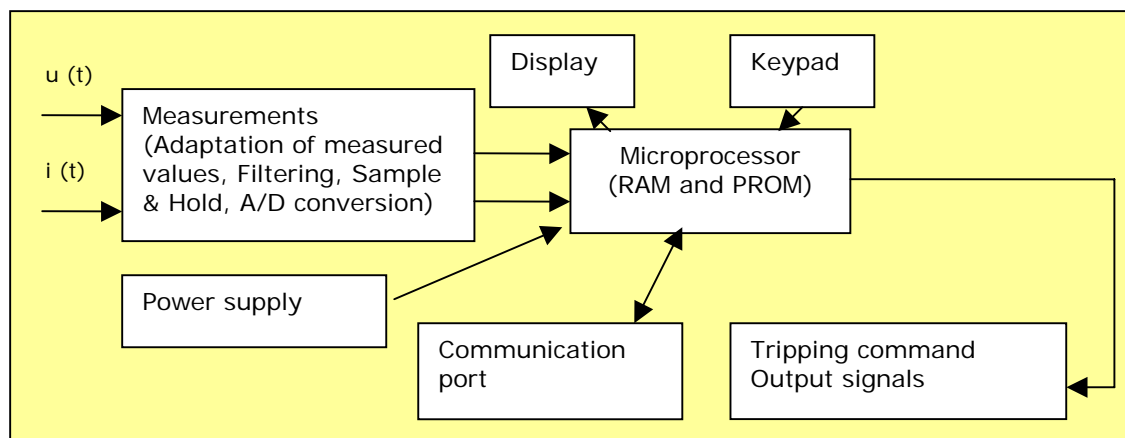 u (t)
i (t)
Measurements
(Adaptation of measured
values, Filtering, Sample
& Hold, A/D conversion)
Display
Keypad
Microprocessor
(RAM and PROM)
Power supply
Communication
port
Tripping command
Output signals